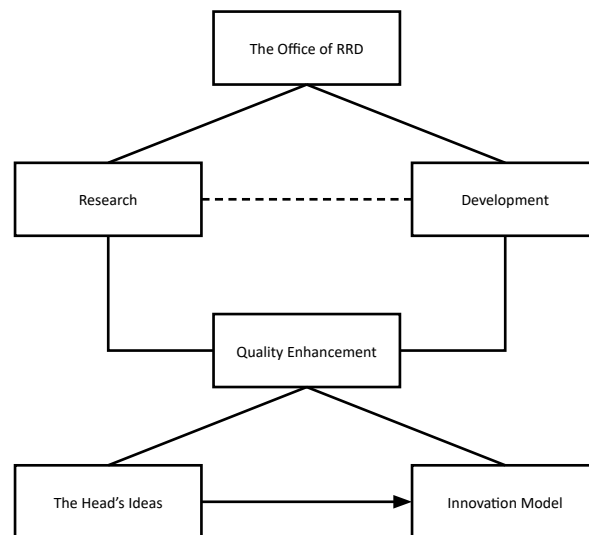 The Office of RRD
Research
Development
Quality Enhancement
The Head’s Ideas
Innovation Model